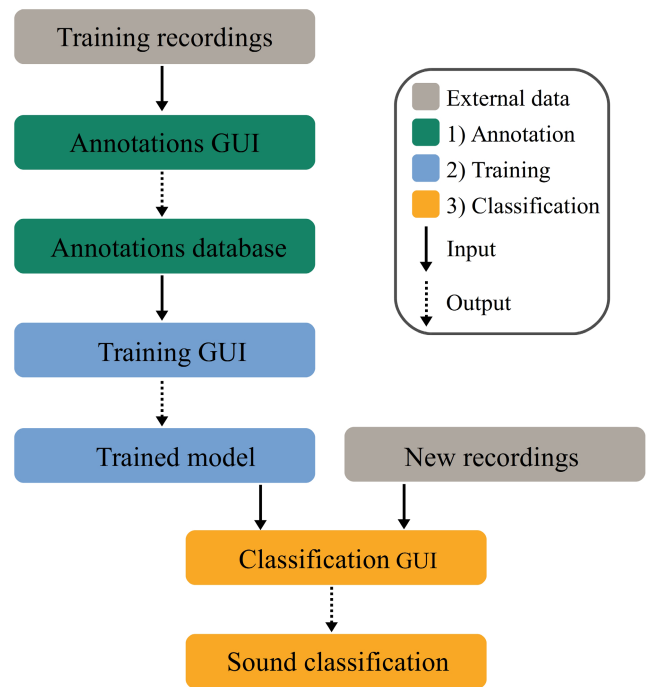 Training recordings
Annotations GUI
Annotations database
Training GUI
Trained model
New recordings
Classification GUI
Sound classification
External data
1) Annotation
2) Training
3) Classification
Input
Output